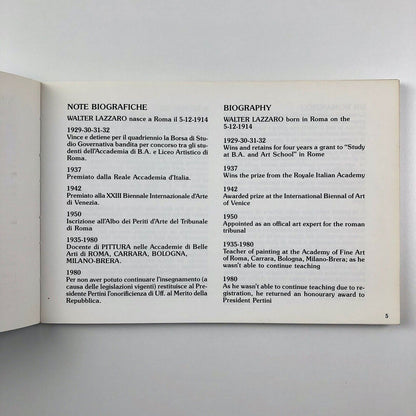 NOTE BIOGRAFICHE
WALTER LAZZARO nasce a Roma il 5-12-1914
1929-30-31-32
Vince e detiene per il quadriennio la Borsa di Stu-
dio Governativa bandita per concorso tra gli stu-
denti dell'Accademia di B.A. e Liceo Artistico di
Roma.
1937
Premiato dalla Reale Accademia d'Italia.
1942
Premiato alla XXIII Biennale Internazionale d'Arte
di Venezia.
1950
Iscrizione all'Albo dei Periti d'Arte del Tribunale
di Roma
1935-1980
Docente di PITTURA nelle Accademie di Belle
Arti di ROMA, CARRARA, BOLOGNA,
MILANO-BRERA.
1980
Per non aver potuto continuare l'insegnamento (a
causa delle legislazioni vigenti) restituisce al Pre-
sidente Pertini l'onorificienza di Uff. al Merito della
Repubblica.
BIOGRAPHY
WALTER LAZZARO born in Roma on the
5-12-1914
1929-30-31-32
Wins and retains for four years a grant to "Study
at B.A. and Art School" in Rome
1937
Wins the prize from the Royale Italian Academy
1942
Awarded prize at the International Biennal of Art
of Venice
1950
Appointed as an offical art expert for the roman
tribunal
1935-1980
Teacher of painting at the Academy of Fine Art
of Roma, Carrara, Bologna, Milano-Brera; as he
wasn't able to continue teaching
1980
As he wasn't able to continue teaching due to re-
gistration, he returned an honourary award to
President Pertini
5